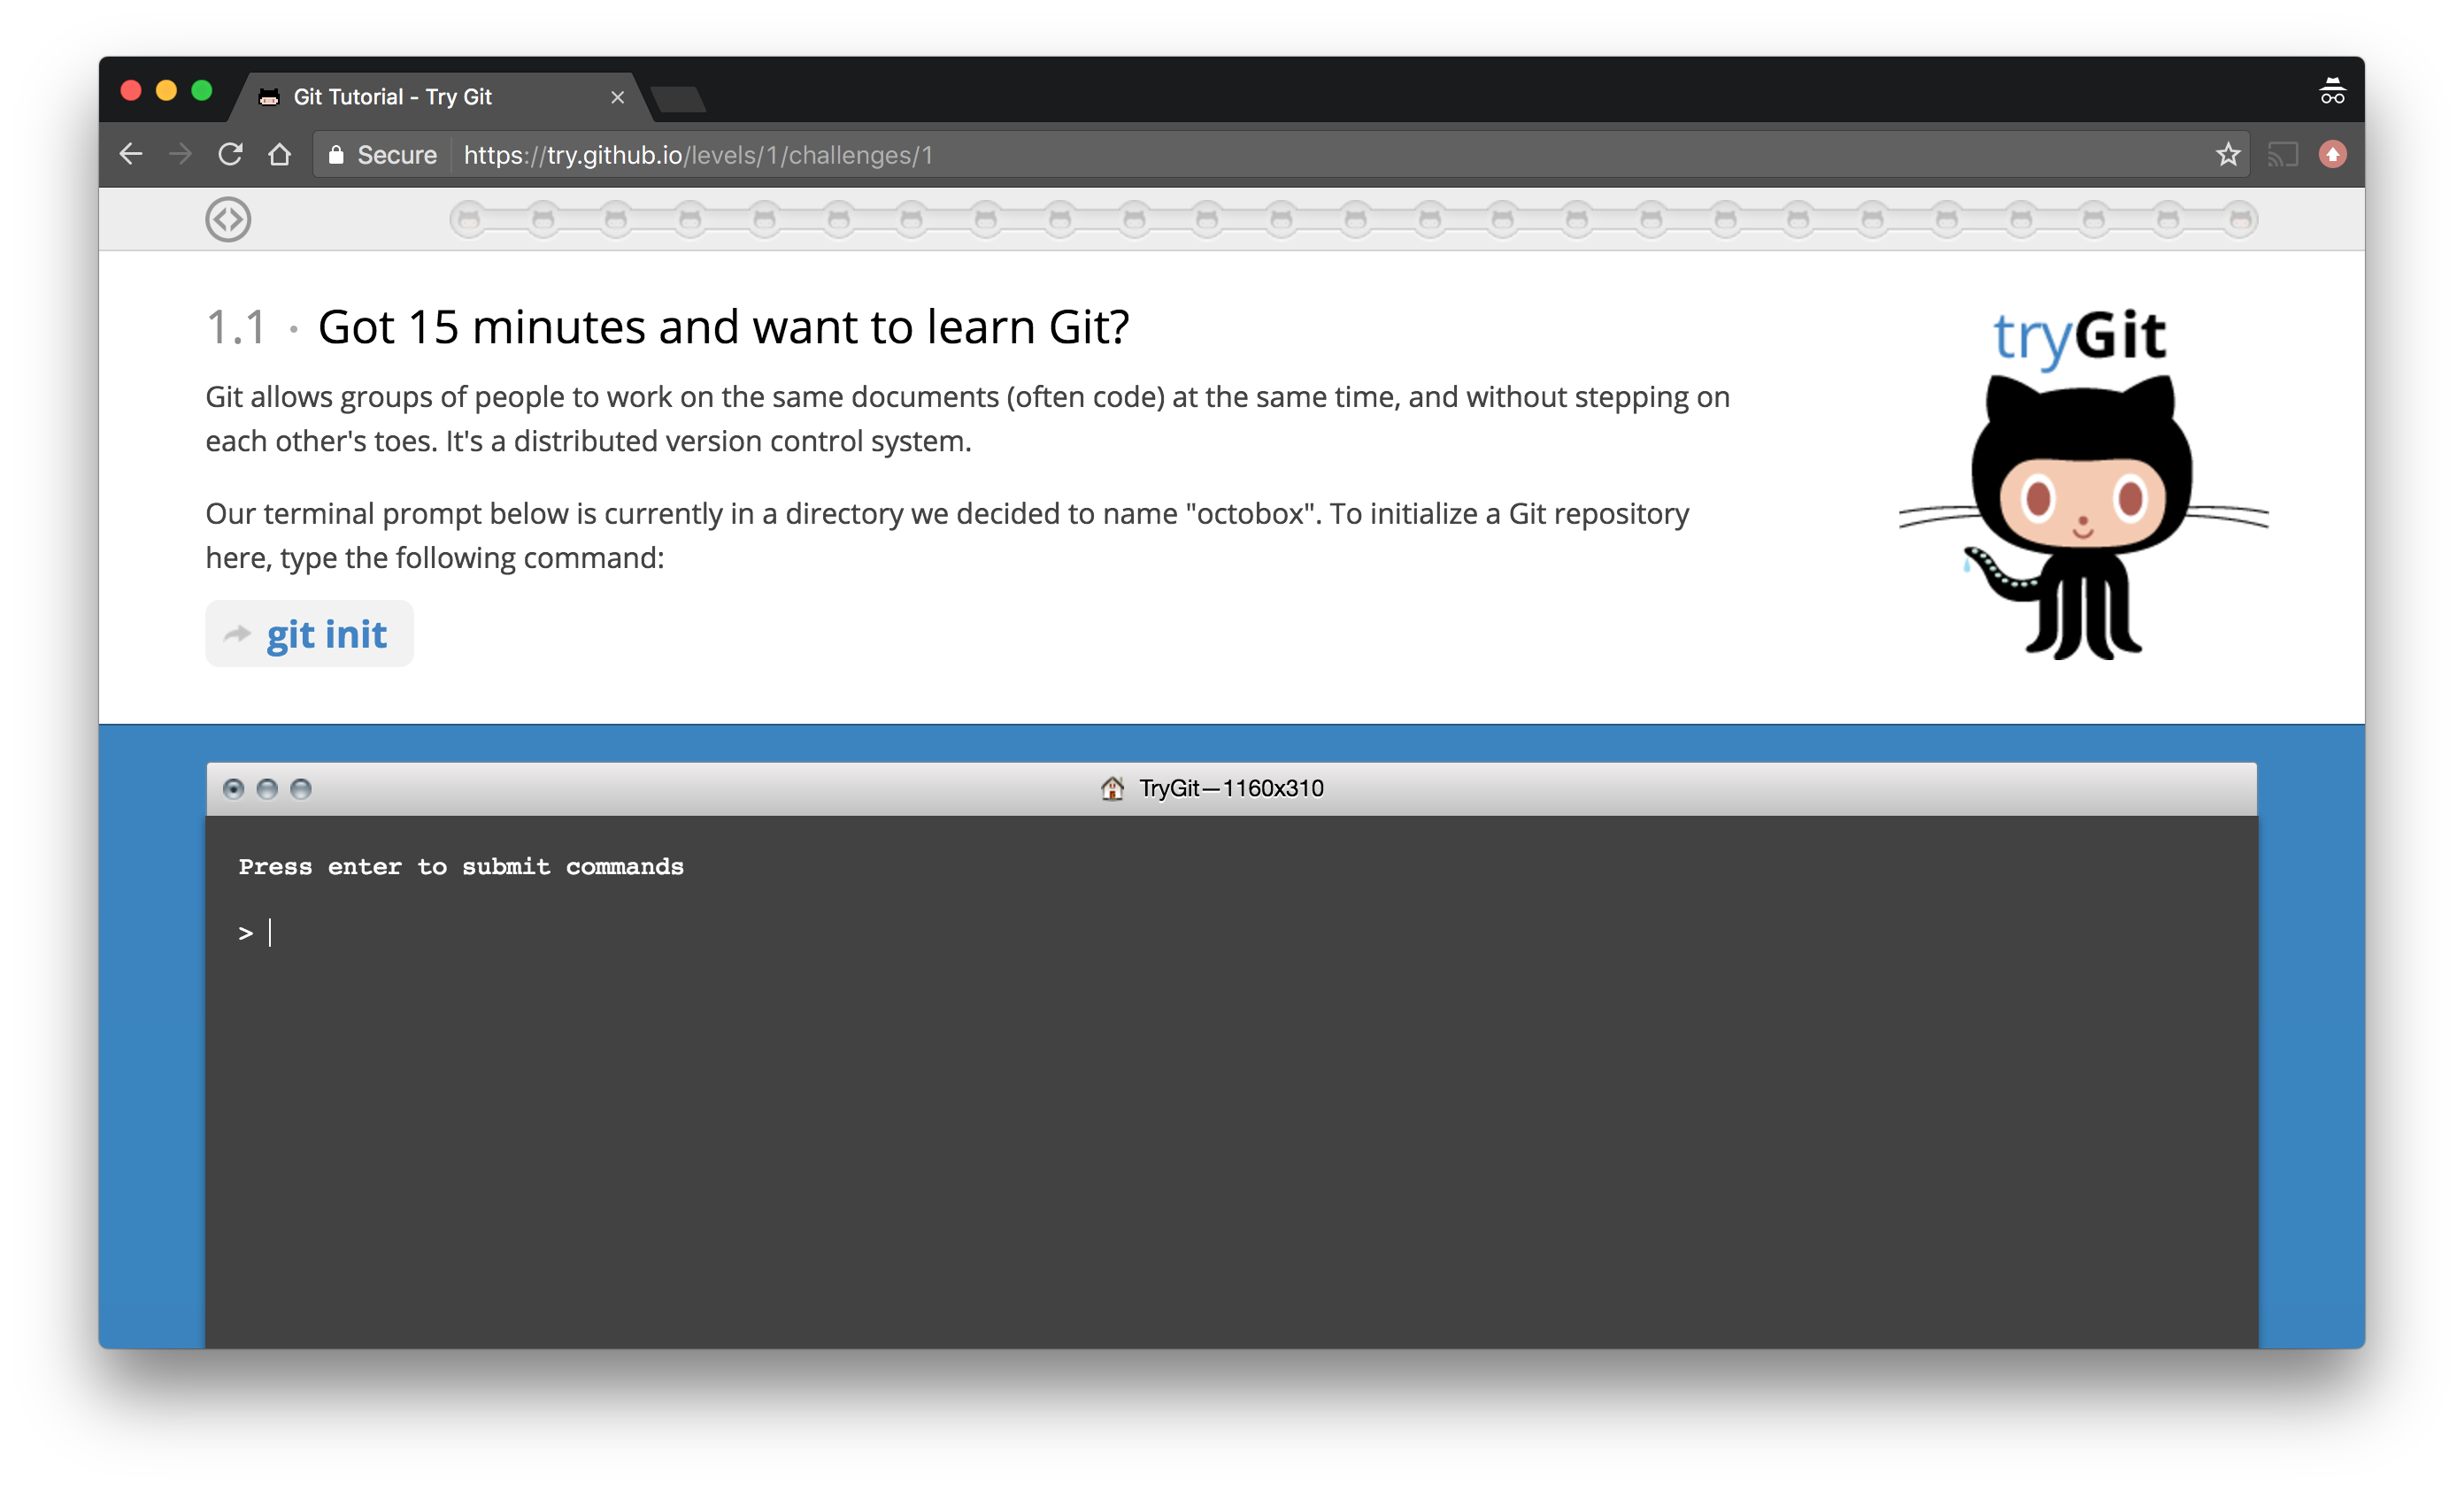 Git Tutorial - Try Git
Secure https://try.github.io/levels/1/challenges/1
1.1 · Got 15 minutes and want to learn Git?
tryGit
Git allows groups of people to work on the same documents (often code) at the same time, and without stepping on
each other's toes. It's a distributed version control system.
Our terminal prompt below is currently in a directory we decided to name "octobox". To initialize a Git repository
here, type the following command:
git init
TryGit—1160x310
Press enter to submit commands
>